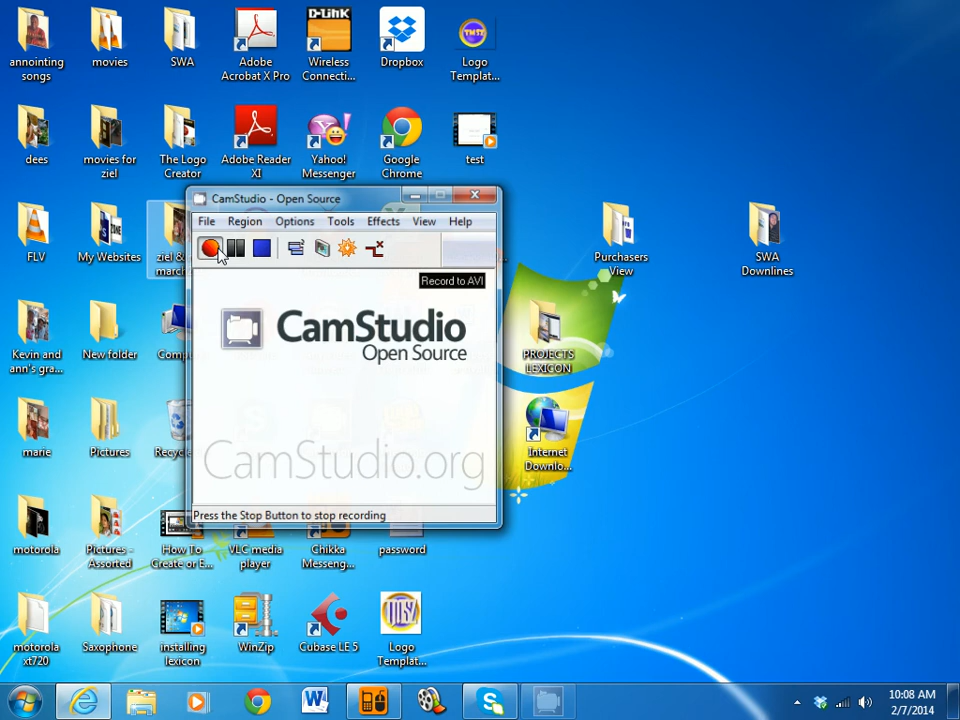 annointing songs
movies
SWA
Adobe Acrobat X Pro
D-Link
Wireless Connecti...
Dropbox
TMSZ
Logo Templat...
dees
movies for ziel
The Logo Creator
Adobe Reader XI
Yahoo! Messenger
Google Chrome
test
CamStudio - Open Source
File Region Options Tools Effects View Help
FLV
My Websites
ziel &
march
Purchasers View
SWA Downlines
Record to AVI
CamStudio
Open Source
Kevin and ann's gra...
New folder
Comp
PROJECTS LEXICON
marie
Pictures
Recyc
CamStudio.org
Internet Downlo...
Press the Stop Button to stop recording
motorola
Pictures - Assorted
How To Create or E...
VLC media player
Chikka Messeng...
password
motorola xt720
Saxophone
installing lexicon
WinZip
Cubase LE 5
Logo Templat...
10:08 AM
2/7/2014